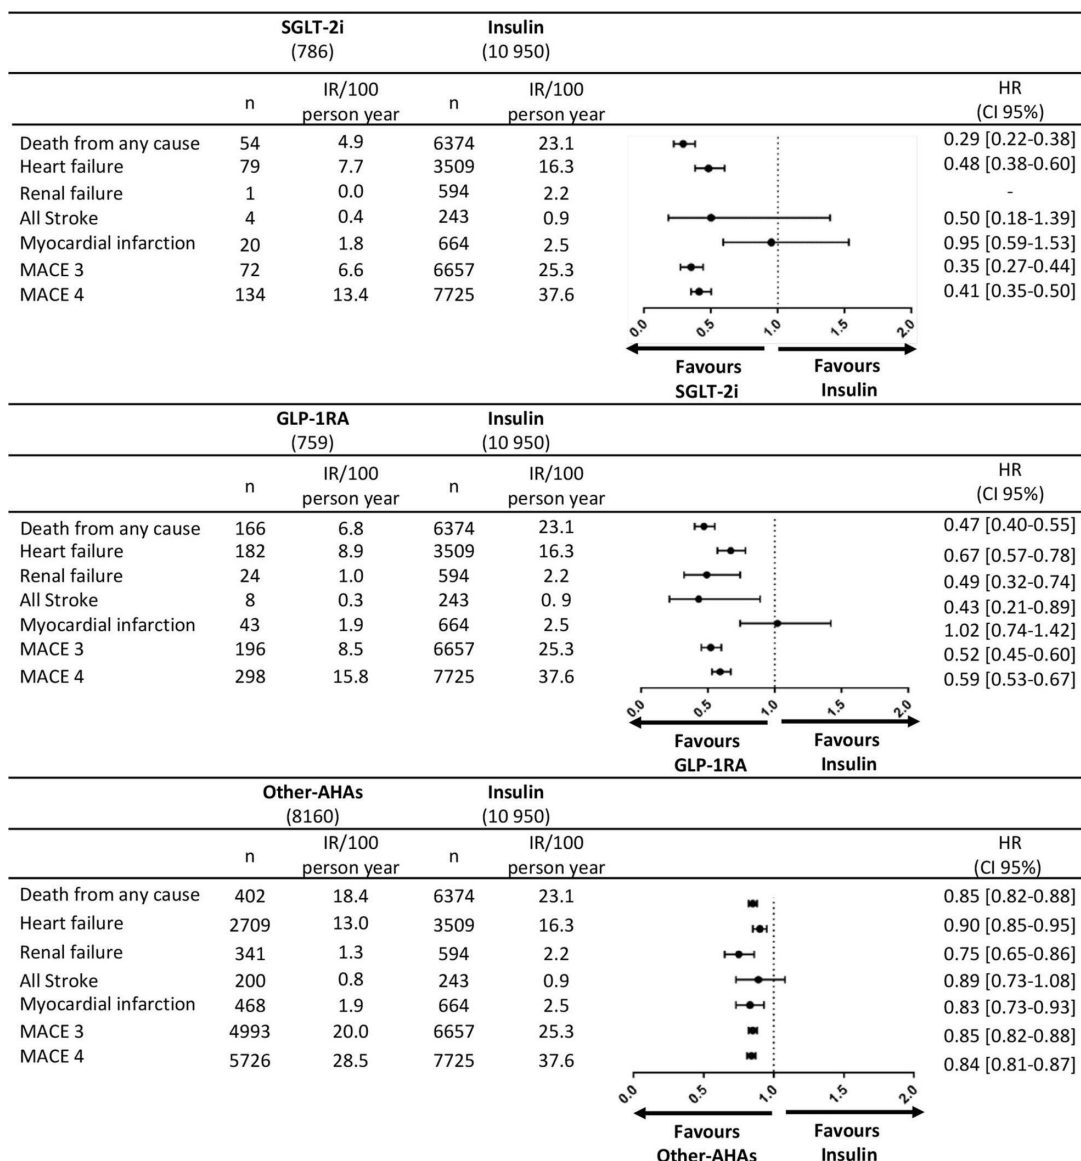 SGLT-2i Insulin
(786) (10 950)
n IR/100 person year n IR/100 person year HR (CI 95%)
Death from any cause 54 4.9 6374 23.1 0.29 [0.22-0.38]
Heart failure 79 7.7 3509 16.3 0.48 [0.38-0.60]
Renal failure 1 0.0 594 2.2 -
All Stroke 4 0.4 243 0.9 0.50 [0.18-1.39]
Myocardial infarction 20 1.8 664 2.5 0.95 [0.59-1.53]
MACE 3 72 6.6 6657 25.3 0.35 [0.27-0.44]
MACE 4 134 13.4 7725 37.6 0.41 [0.35-0.50]
0.0 0.5 1.0 1.5 2.0
Favours Favours
SGLT-2i Insulin
GLP-1RA Insulin
(759) (10 950)
n IR/100 person year n IR/100 person year HR (CI 95%)
Death from any cause 166 6.8 6374 23.1 0.47 [0.40-0.55]
Heart failure 182 8.9 3509 16.3 0.67 [0.57-0.78]
Renal failure 24 1.0 594 2.2 0.49 [0.32-0.74]
All Stroke 8 0.3 243 0. 9 0.43 [0.21-0.89]
Myocardial infarction 43 1.9 664 2.5 1.02 [0.74-1.42]
MACE 3 196 8.5 6657 25.3 0.52 [0.45-0.60]
MACE 4 298 15.8 7725 37.6 0.59 [0.53-0.67]
0.0 0.5 1.0 1.5 2.0
Favours Favours
GLP-1RA Insulin
Other-AHAs Insulin
(8160) (10 950)
n IR/100 person year n IR/100 person year HR (CI 95%)
Death from any cause 402 18.4 6374 23.1 0.85 [0.82-0.88]
Heart failure 2709 13.0 3509 16.3 0.90 [0.85-0.95]
Renal failure 341 1.3 594 2.2 0.75 [0.65-0.86]
All Stroke 200 0.8 243 0.9 0.89 [0.73-1.08]
Myocardial infarction 468 1.9 664 2.5 0.83 [0.73-0.93]
MACE 3 4993 20.0 6657 25.3 0.85 [0.82-0.88]
MACE 4 5726 28.5 7725 37.6 0.84 [0.81-0.87]
0.0 0.5 1.0 1.5 2.0
Favours Favours
Other-AHAs Insulin